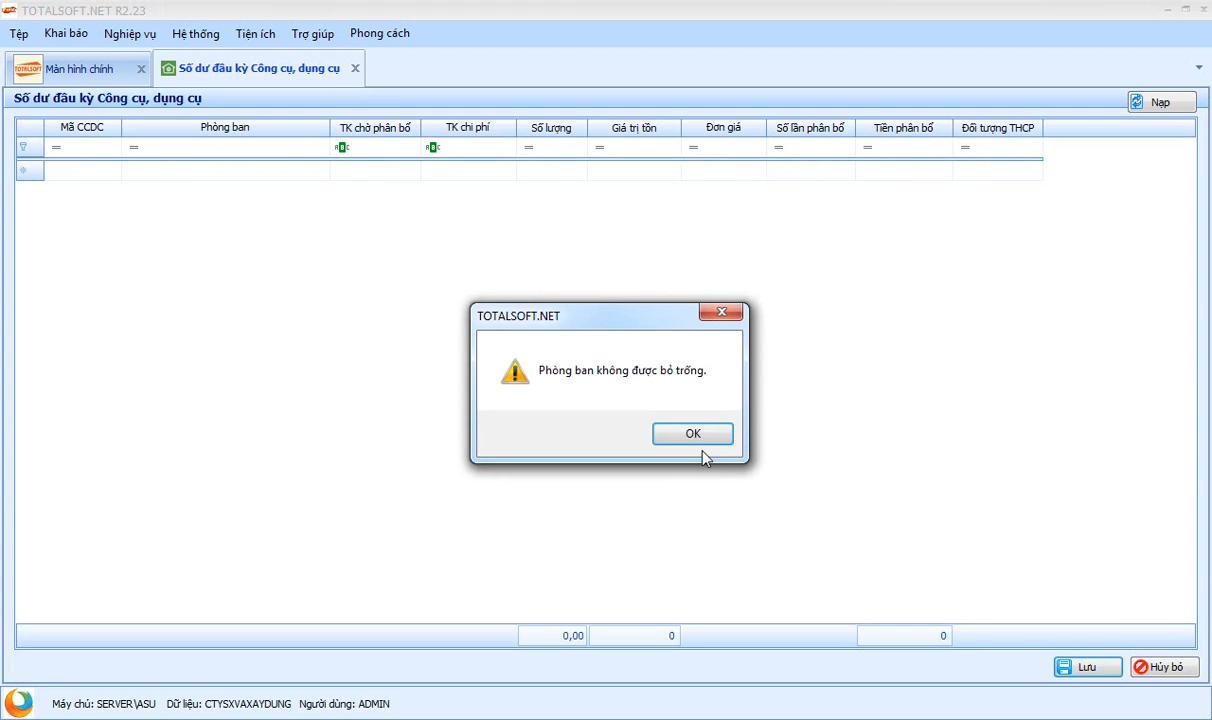 TOTALSOFT.NET R2.23
Tệp Khai báo Nghiệp vụ Hệ thống Tiện ích Trợ giúp Phong cách
TOTALSOFT Màn hình chính Số dư đầu kỳ Công cụ, dụng cụ
Số dư đầu kỳ Công cụ, dụng cụ Nạp
Mã CCDC Phòng ban TK chờ phân bổ TK chi phí Số lượng Giá trị tồn Đơn giá Số lần phân bổ Tiền phân bổ Đối tượng THCP
= = ABC ABC = = = = = =
TOTALSOFT.NET
Phòng ban không được bỏ trống.
OK
0,00 0 0
Lưu Hủy bỏ
Máy chủ: SERVER\ASU Dữ liệu: CTYSXVAXAYDUNG Người dùng: ADMIN